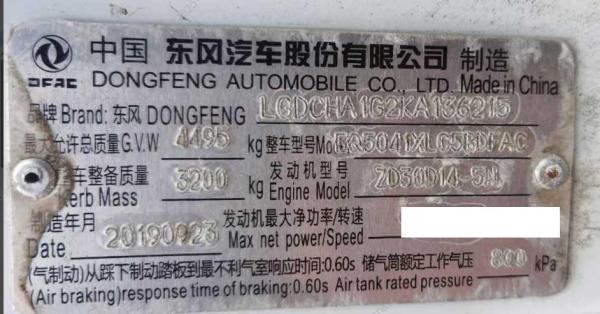 中国 东风汽车股份有限公司 制造
DFAC DONGFENG AUTOMOBILE CO., LTD. Made in China
品牌 Brand: 东风 DONGFENG LGDCHA1G2KA136215
最大允许总质量G.V.W 4495 kg 整车型号Mode EQ5041XLC5BDFAC
整车整备质量 3200 kg 发动机型号 ZD30D14-5N
Kerb Mass Engine Model
制造年月 20190923 发动机最大净功率/转速
Date Max net power/Speed
(气制动)从踩下制动踏板到最不利气室响应时间:0.60s 储气筒额定工作气压 800 kPa
(Air braking)response time of braking:0.60s Air tank rated pressure